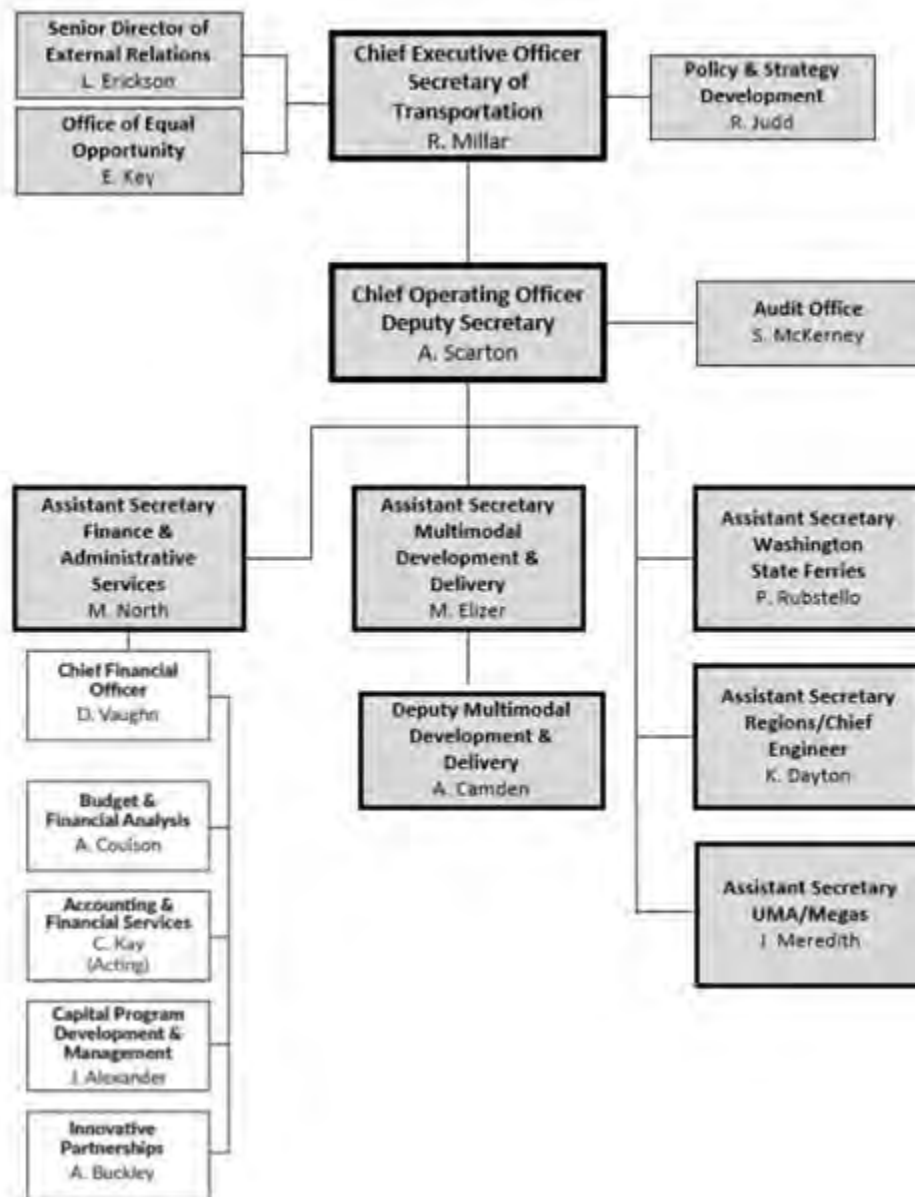 Senior Director of
External Relations
L. Erickson
Office of Equal
Opportunity
E. Key
Chief Executive Officer
Secretary of
Transportation
R. Millar
Policy & Strategy
Development
R. Judd
Chief Operating Officer
Deputy Secretary
A. Scarton
Audit Office
S. McKerney
Assistant Secretary
Finance &
Administrative
Services
M. North
Assistant Secretary
Multimodal
Development &
Delivery
M. Elizer
Assistant Secretary
Washington
State Ferries
P. Rubstello
Chief Financial
Officer
D. Vaughn
Deputy Multimodal
Development &
Delivery
A. Camden
Assistant Secretary
Regions/Chief
Engineer
K. Dayton
Budget &
Financial Analysis
A. Coulson
Accounting &
Financial Services
C. Kay
(Acting)
Assistant Secretary
UMA/Megas
J. Meredith
Capital Program
Development &
Management
J. Alexander
Innovative
Partnerships
A. Buckley